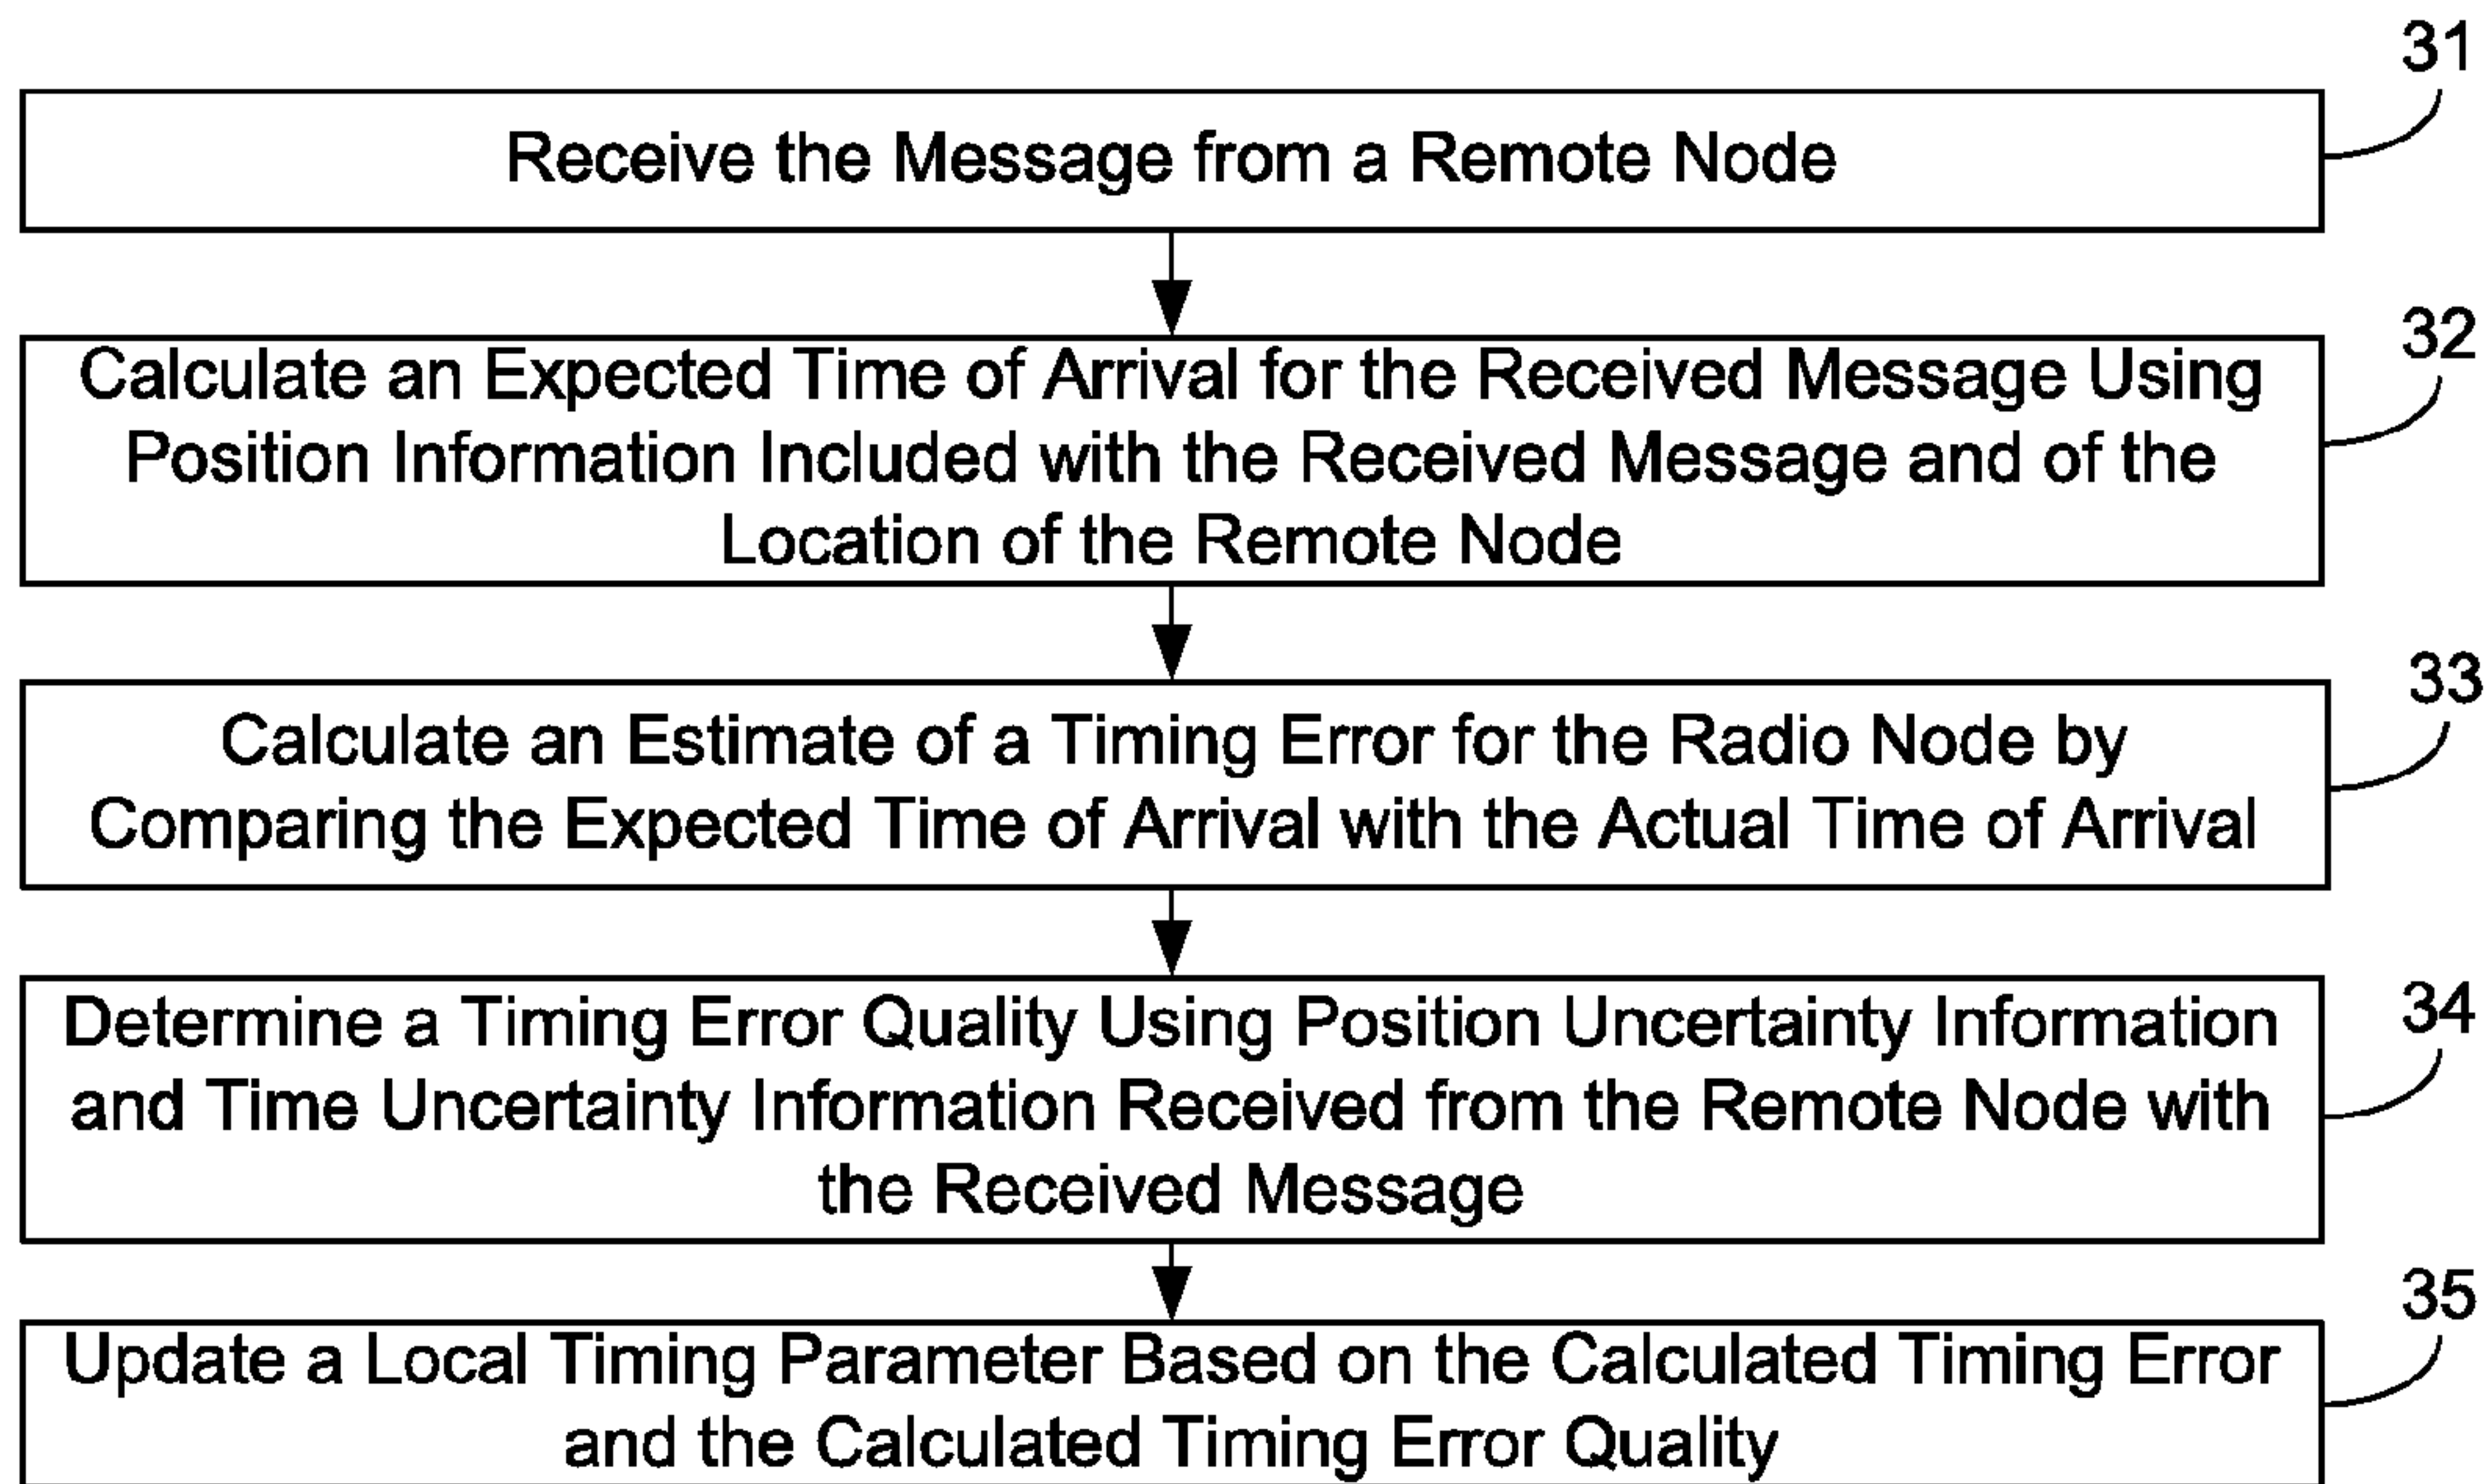 31
Receive the Message from a Remote Node
32
Calculate an Expected Time of Arrival for the Received Message Using
Position Information Included with the Received Message and of the
Location of the Remote Node
33
Calculate an Estimate of a Timing Error for the Radio Node by
Comparing the Expected Time of Arrival with the Actual Time of Arrival
34
Determine a Timing Error Quality Using Position Uncertainty Information
and Time Uncertainty Information Received from the Remote Node with
the Received Message
35
Update a Local Timing Parameter Based on the Calculated Timing Error
and the Calculated Timing Error Quality